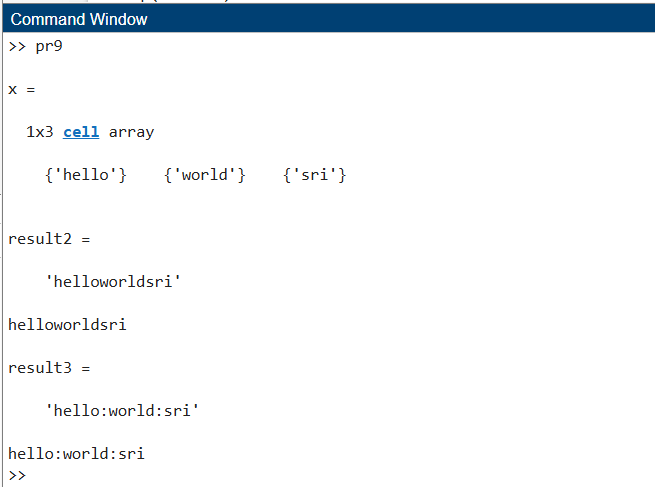 Command Window
>> pr9
x =
1x3 cell array
{'hello'}    {'world'}    {'sri'}
result2 =
'helloworldsri'
helloworldsri
result3 =
'hello:world:sri'
hello:world:sri
>>